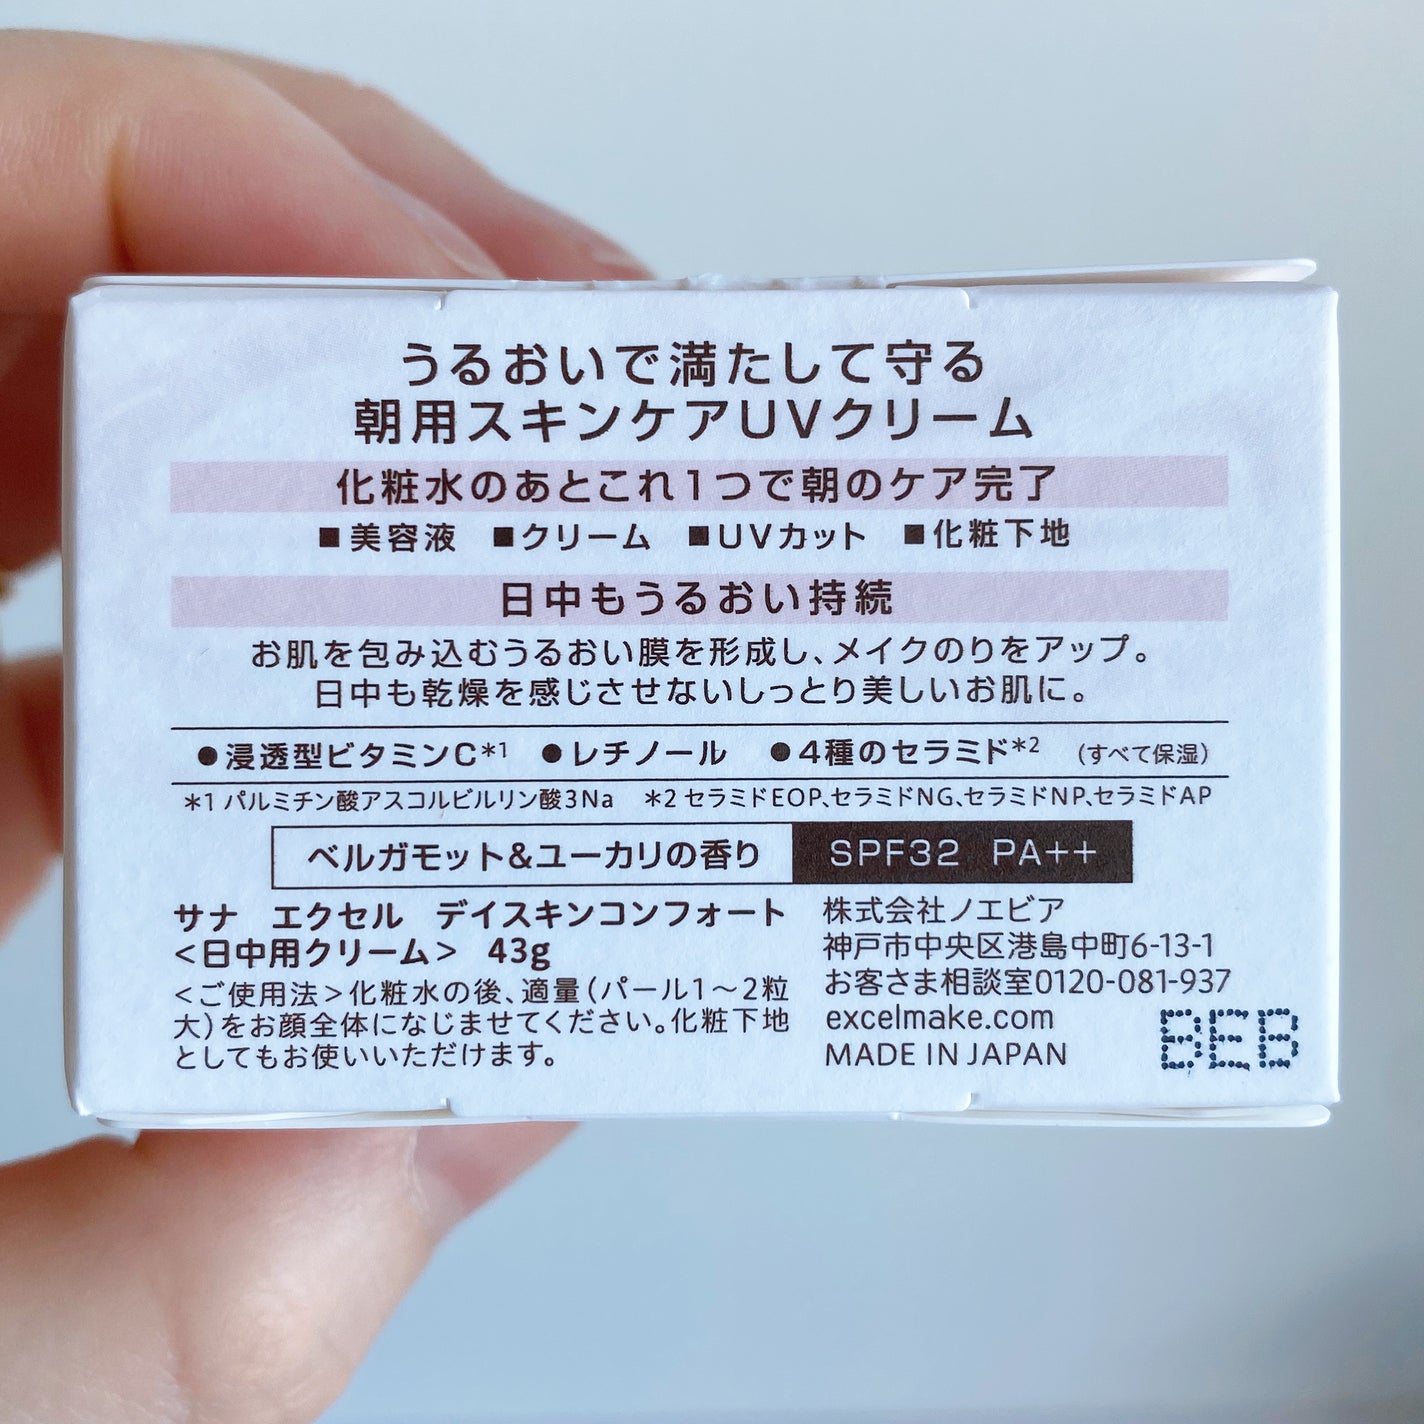 うるおいで満たして守る
朝用スキンケアUVクリーム
化粧水のあとこれ1つで朝のケア完了
■美容液 ■クリーム ■UVカット ■化粧下地
日中もうるおい持続
お肌を包み込むうるおい膜を形成し、メイクのりをアップ。
日中も乾燥を感じさせないしっとり美しいお肌に。
●浸透型ビタミンC*1 ●レチノール ●4種のセラミド*2 （すべて保湿）
*1 パルミチン酸アスコルビルリン酸3Na *2 セラミドEOP、セラミドNG、セラミドNP、セラミドAP
ベルガモット&ユーカリの香り SPF32 PA++
サナ エクセル デイスキンコンフォート
<日中用クリーム> 43g
<ご使用法>化粧水の後、適量（パール1～2粒
大）をお顔全体になじませてください。化粧下地
としてもお使いいただけます。
株式会社ノエビア
神戸市中央区港島中町6-13-1
お客さま相談室0120-081-937
excelmake.com
MADE IN JAPAN
BEB